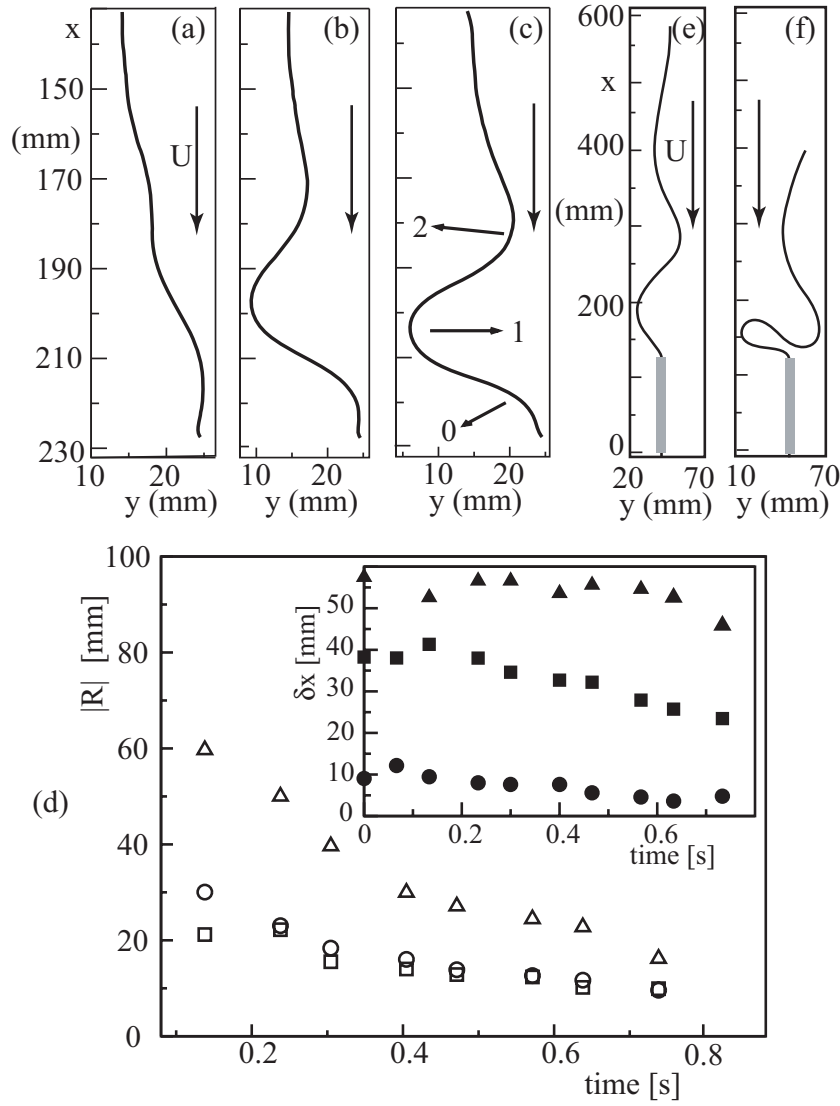 x (a) (b) (c)
150
(mm)
170
190
210
230
U
2
1
0
10 20
y (mm)
10 20
y (mm)
10 20
y (mm)
600 (e) (f)
x
400
(mm)
200
0
U
20 70
y (mm)
10 70
y (mm)
(d)
|R| [mm]
100
80
60
40
20
0
0.2 0.4 0.6 0.8
time [s]
δx [mm]
50
40
30
20
10
0
0 0.2 0.4 0.6
time [s]